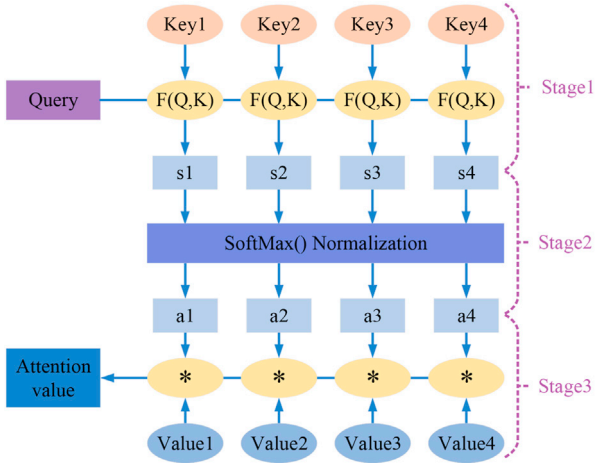 Key1 Key2 Key3 Key4
Stage1
Query F(Q,K) F(Q,K) F(Q,K) F(Q,K)
s1 s2 s3 s4
SoftMax() Normalization
Stage2
a1 a2 a3 a4
Attention
value
* * * *
Stage3
Value1 Value2 Value3 Value4